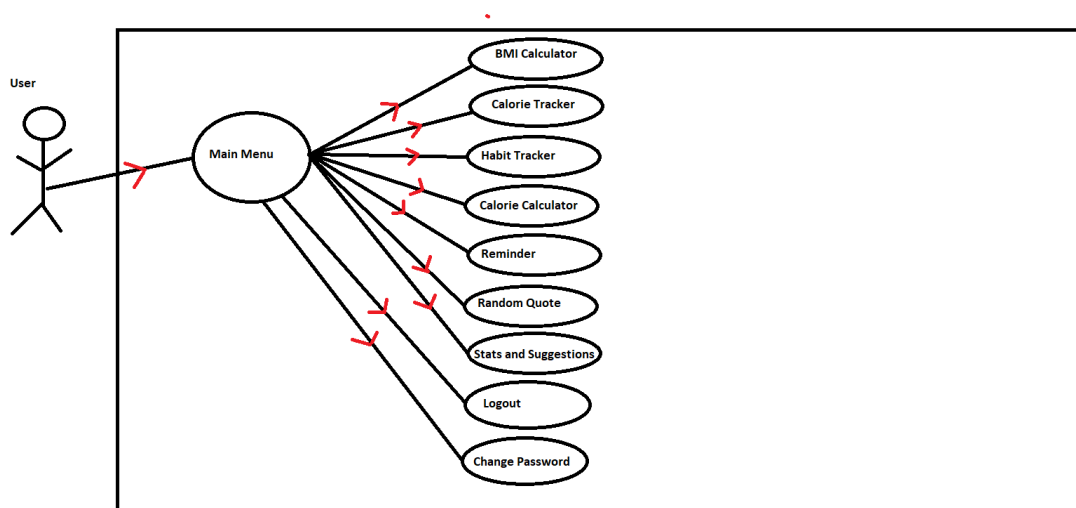 BMI Calculator
User
Calorie Tracker
Main Menu
Habit Tracker
Calorie Calculator
Reminder
Random Quote
Stats and Suggestions
Logout
Change Password